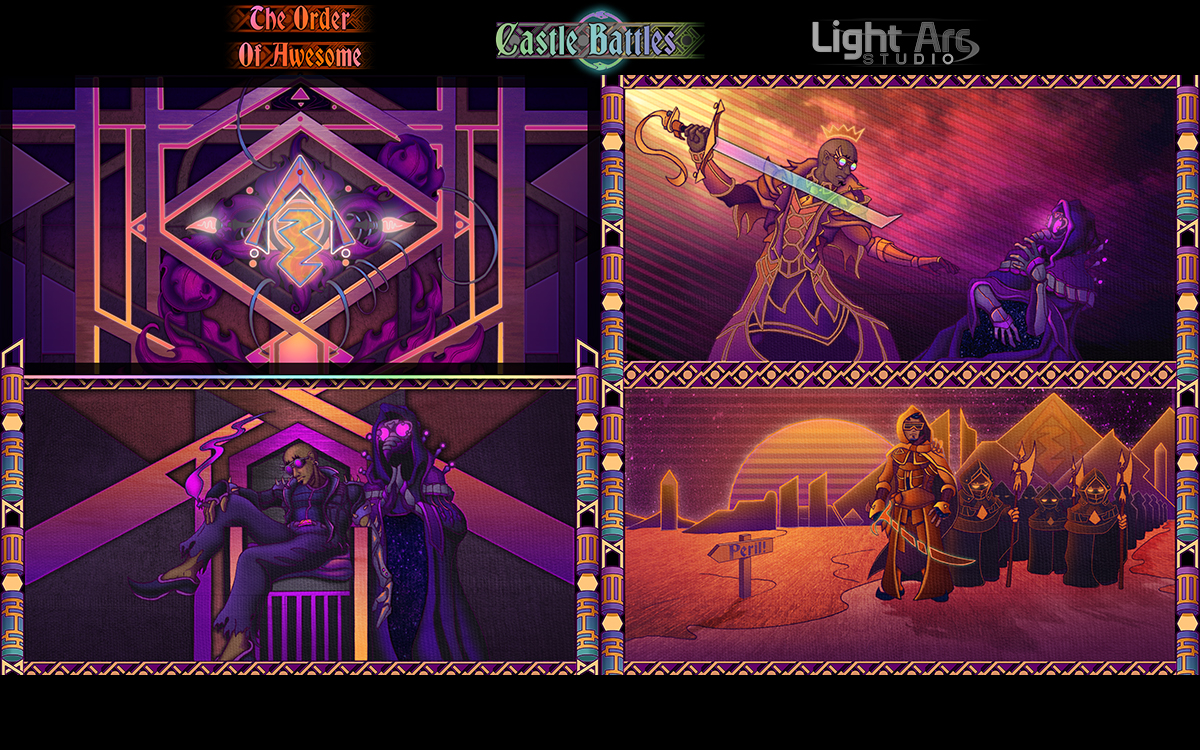 The Order
Of Awesome
Castle Battles
Light Arc
STUDIO
Peril!